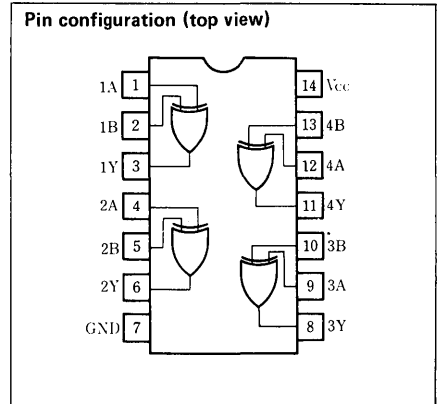 Pin configuration (top view)
1A 1 14 Vcc
1B 2 13 4B
1Y 3 12 4A
2A 4 11 4Y
2B 5 10 3B
2Y 6 9 3A
GND 7 8 3Y